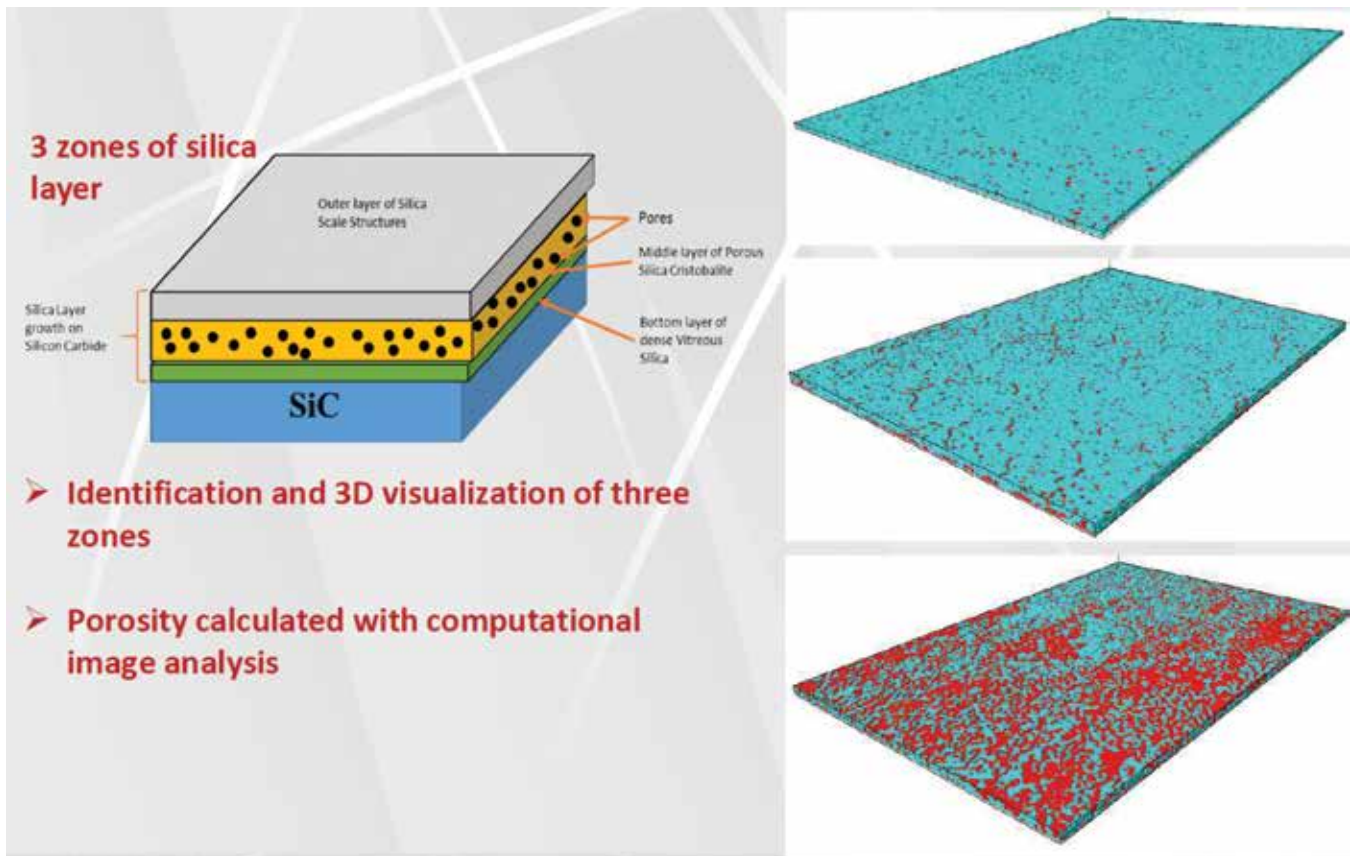 3 zones of silica
layer
Outer layer of Silica
Scale Structures
Pores
Middle layer of Porous
Silica Cristobalite
Silica Layer
growth on
Silicon Carbide
Bottom layer of
dense Vitreous
Silica
SiC
➤ Identification and 3D visualization of three
zones
➤ Porosity calculated with computational
image analysis